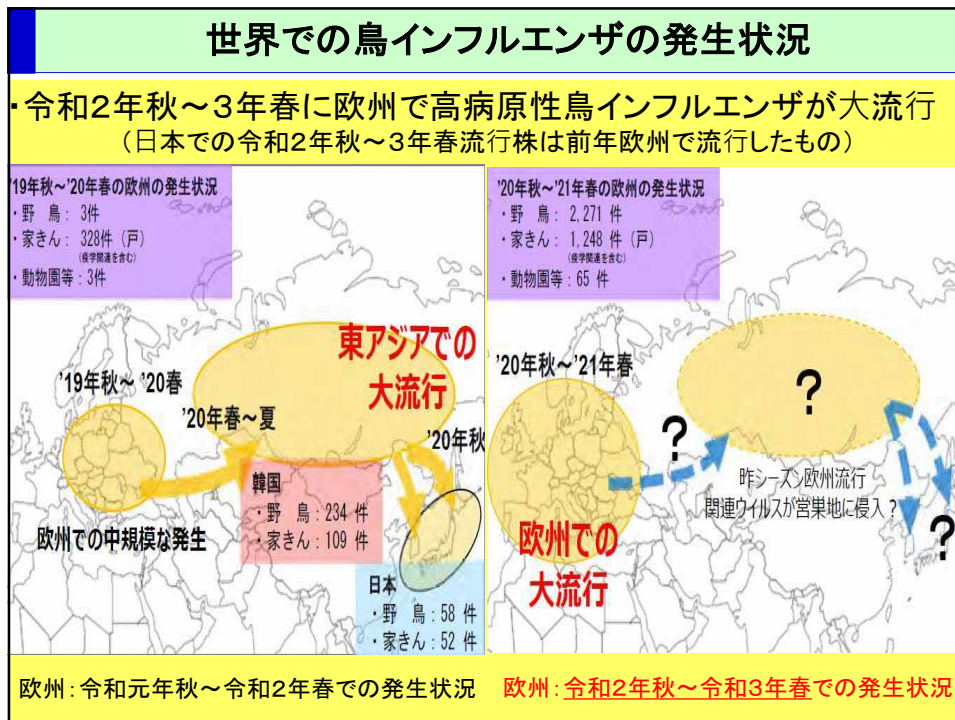 世界での鳥インフルエンザの発生状況
・令和２年秋～３年春に欧州で高病原性鳥インフルエンザが大流行
（日本での令和２年秋～３年春流行株は前年欧州で流行したもの）
'19年秋～'20年春の欧州の発生状況
・野　鳥： 3件
・家きん： 328件（戸）
（疫学関連を含む）
・動物園等：3件
東アジアでの
大流行
'19年秋～ '20春
'20年春～夏
'20年秋
韓国
・野　鳥：234 件
・家きん：109 件
欧州での中規模な発生
日本
・野　鳥：58 件
・家きん：52 件
欧州：令和元年秋～令和２年春での発生状況
'20年秋～'21年春の欧州の発生状況
・野　鳥： 2,271 件
・家きん： 1,248 件（戸）
（疫学関連を含む）
・動物園等：65 件
'20年秋～'21年春
？
？
昨シーズン欧州流行
関連ウイルスが営巣地に侵入？
？
欧州での
大流行
欧州：令和２年秋～令和３年春での発生状況